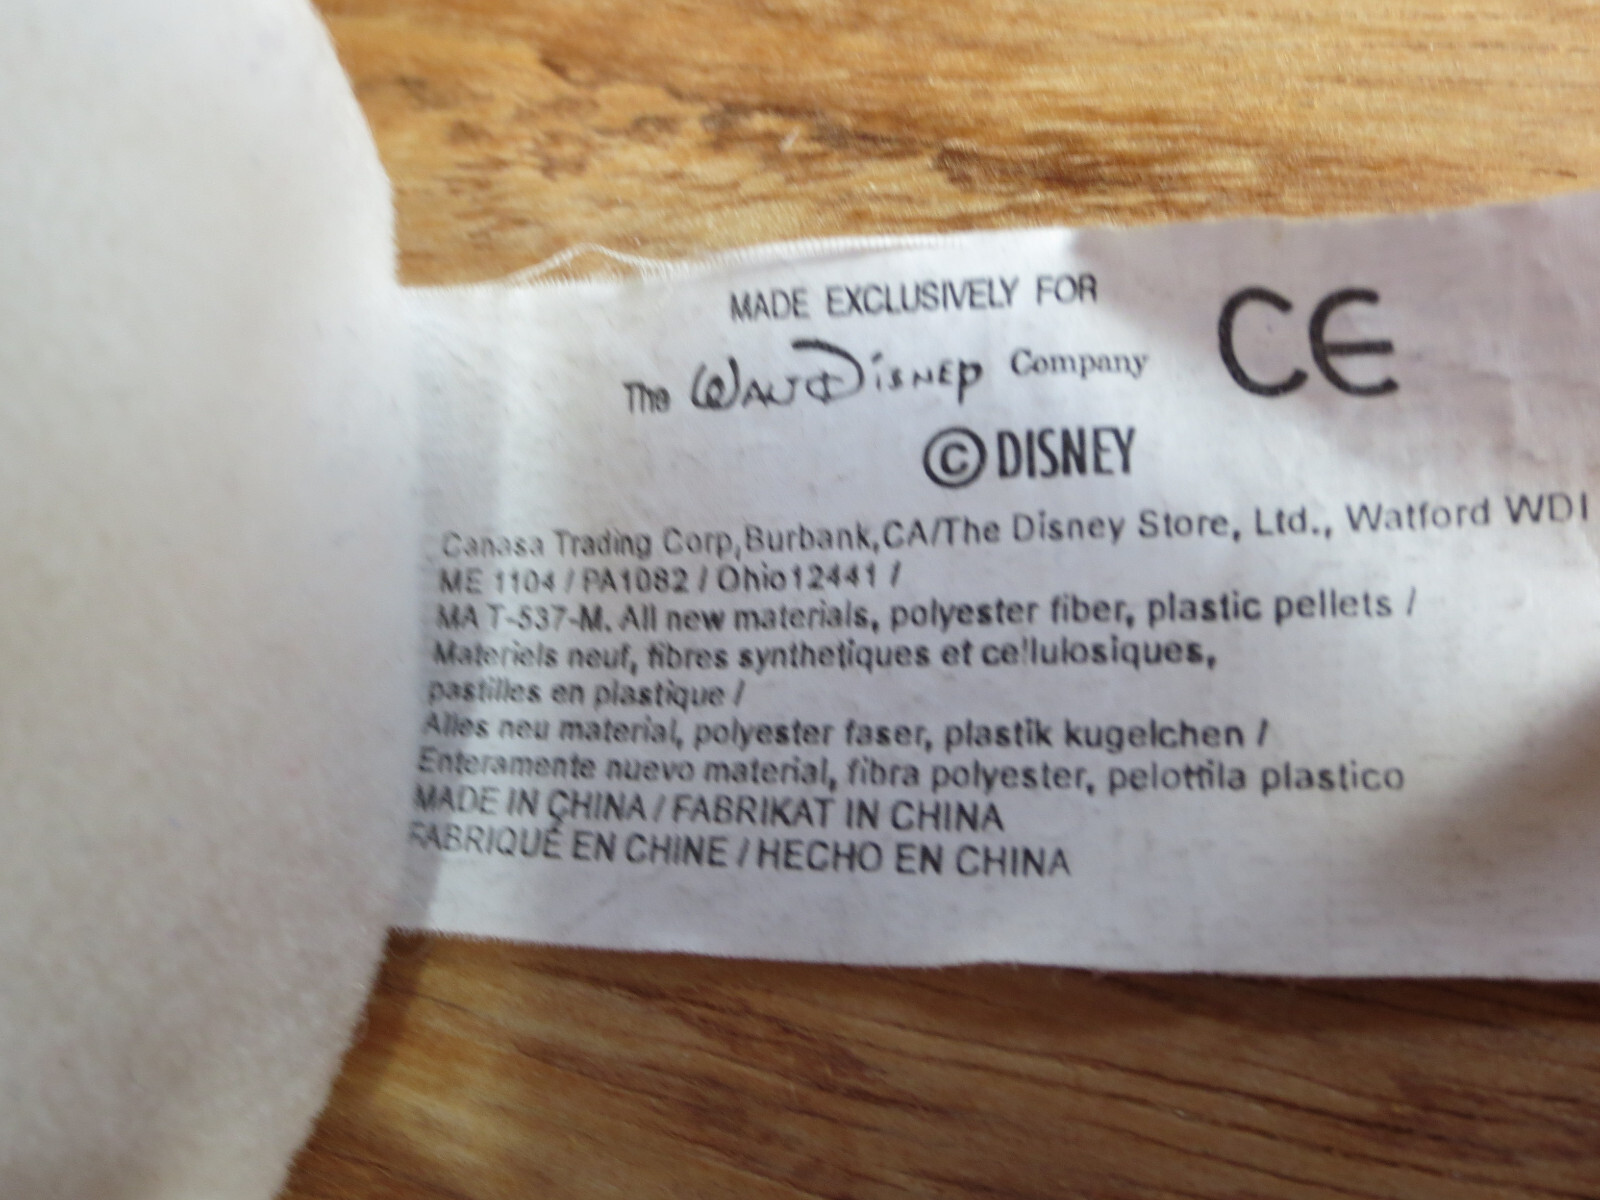 MADE EXCLUSIVELY FOR
The WALT DISNEY Company
CE
© DISNEY
Canasa Trading Corp,Burbank,CA/The Disney Store, Ltd., Watford WDI
ME 1104 / PA1082 / Ohio12441 /
MA T-537-M. All new materials, polyester fiber, plastic pellets /
Materiels neuf, fibres synthetiques et cellulosiques,
pastilles en plastique /
Alles neu material, polyester faser, plastik kugelchen /
Enteramente nuevo material, fibra polyester, pelottila plastico
MADE IN CHINA / FABRIKAT IN CHINA
FABRIQUÉ EN CHINE / HECHO EN CHINA